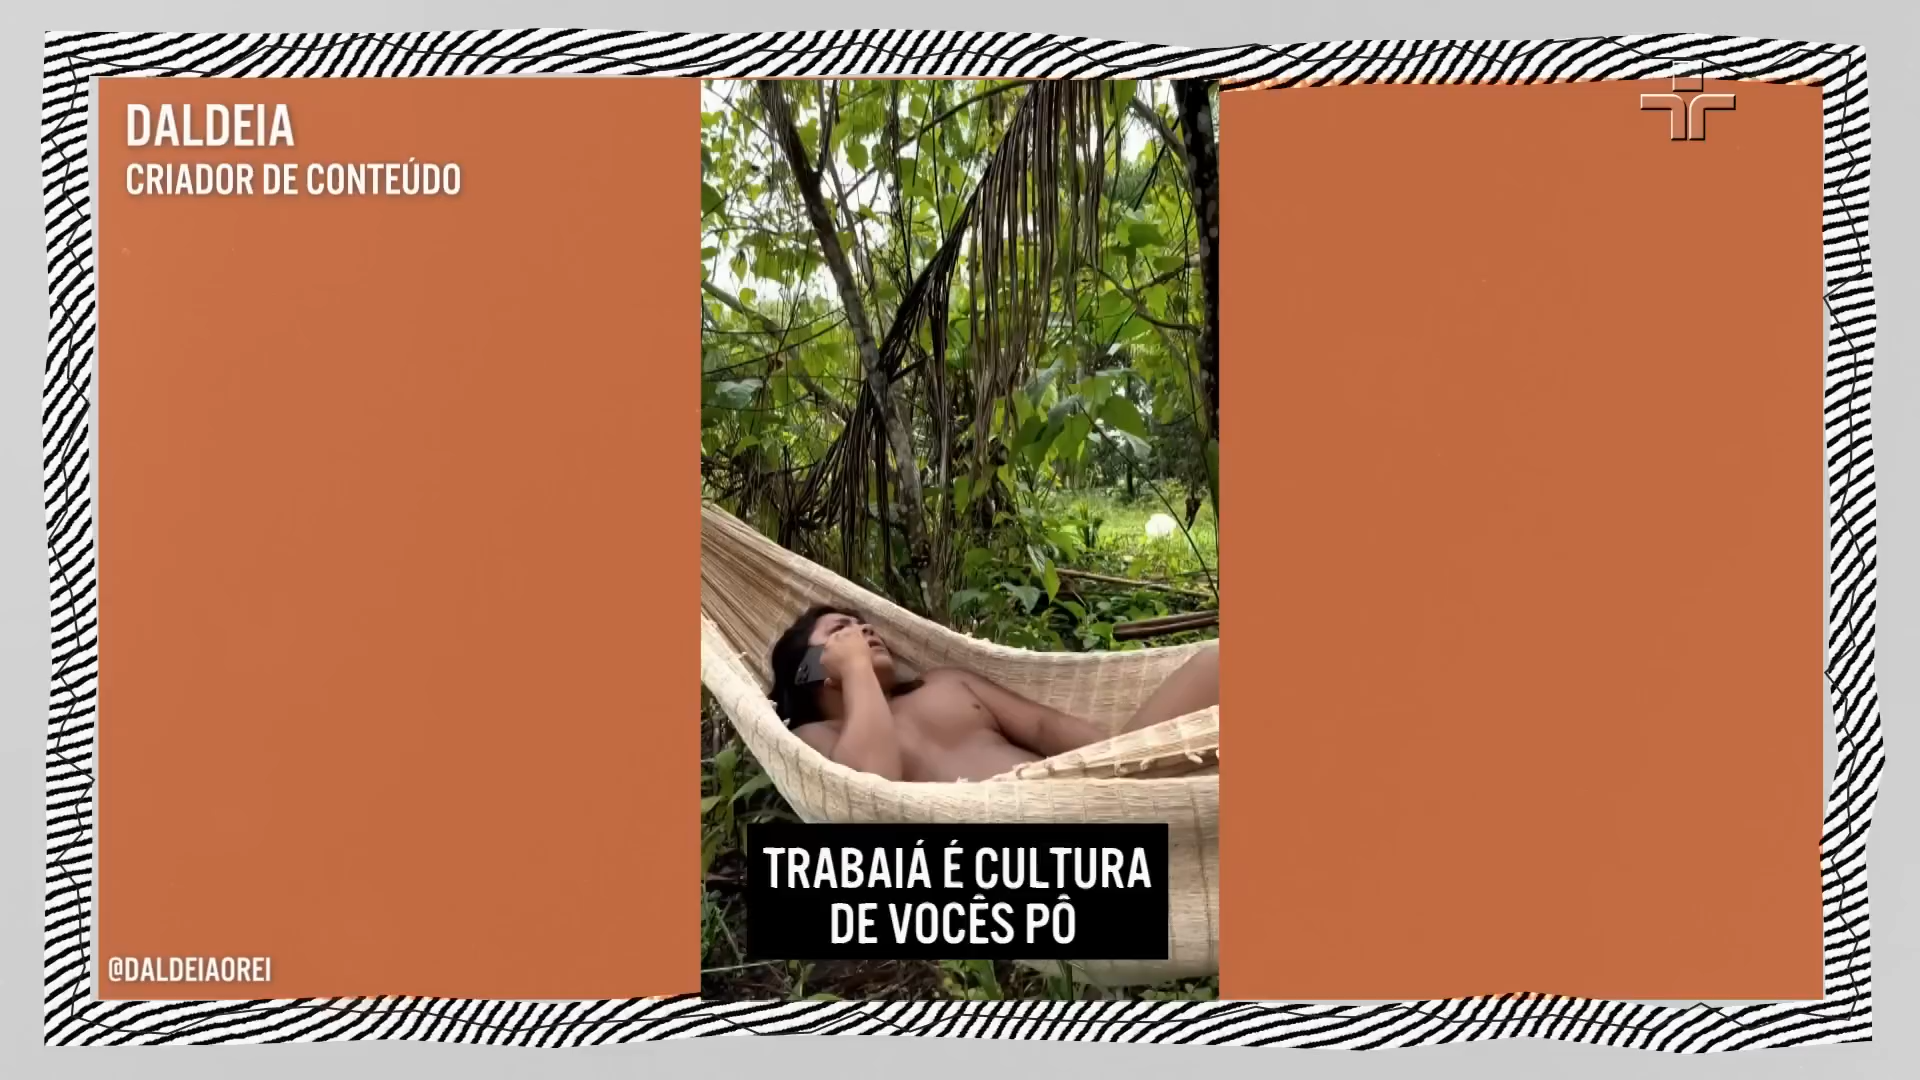 DALDEIA
CRIADOR DE CONTEÚDO
TRABAIÁ É CULTURA
DE VOCÊS PÔ
@DALDEIAOREI